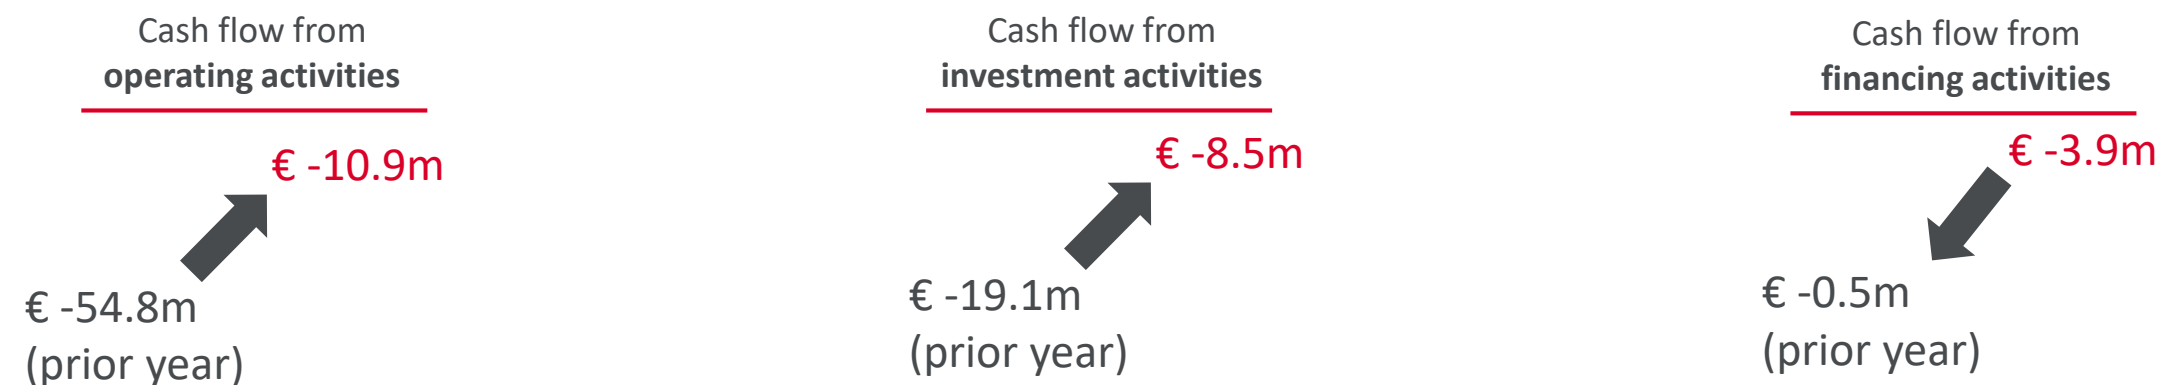 Cash flow from
operating activities
€ -10.9m
€ -54.8m
(prior year)
Cash flow from
investment activities
€ -8.5m
€ -19.1m
(prior year)
Cash flow from
financing activities
€ -3.9m
€ -0.5m
(prior year)